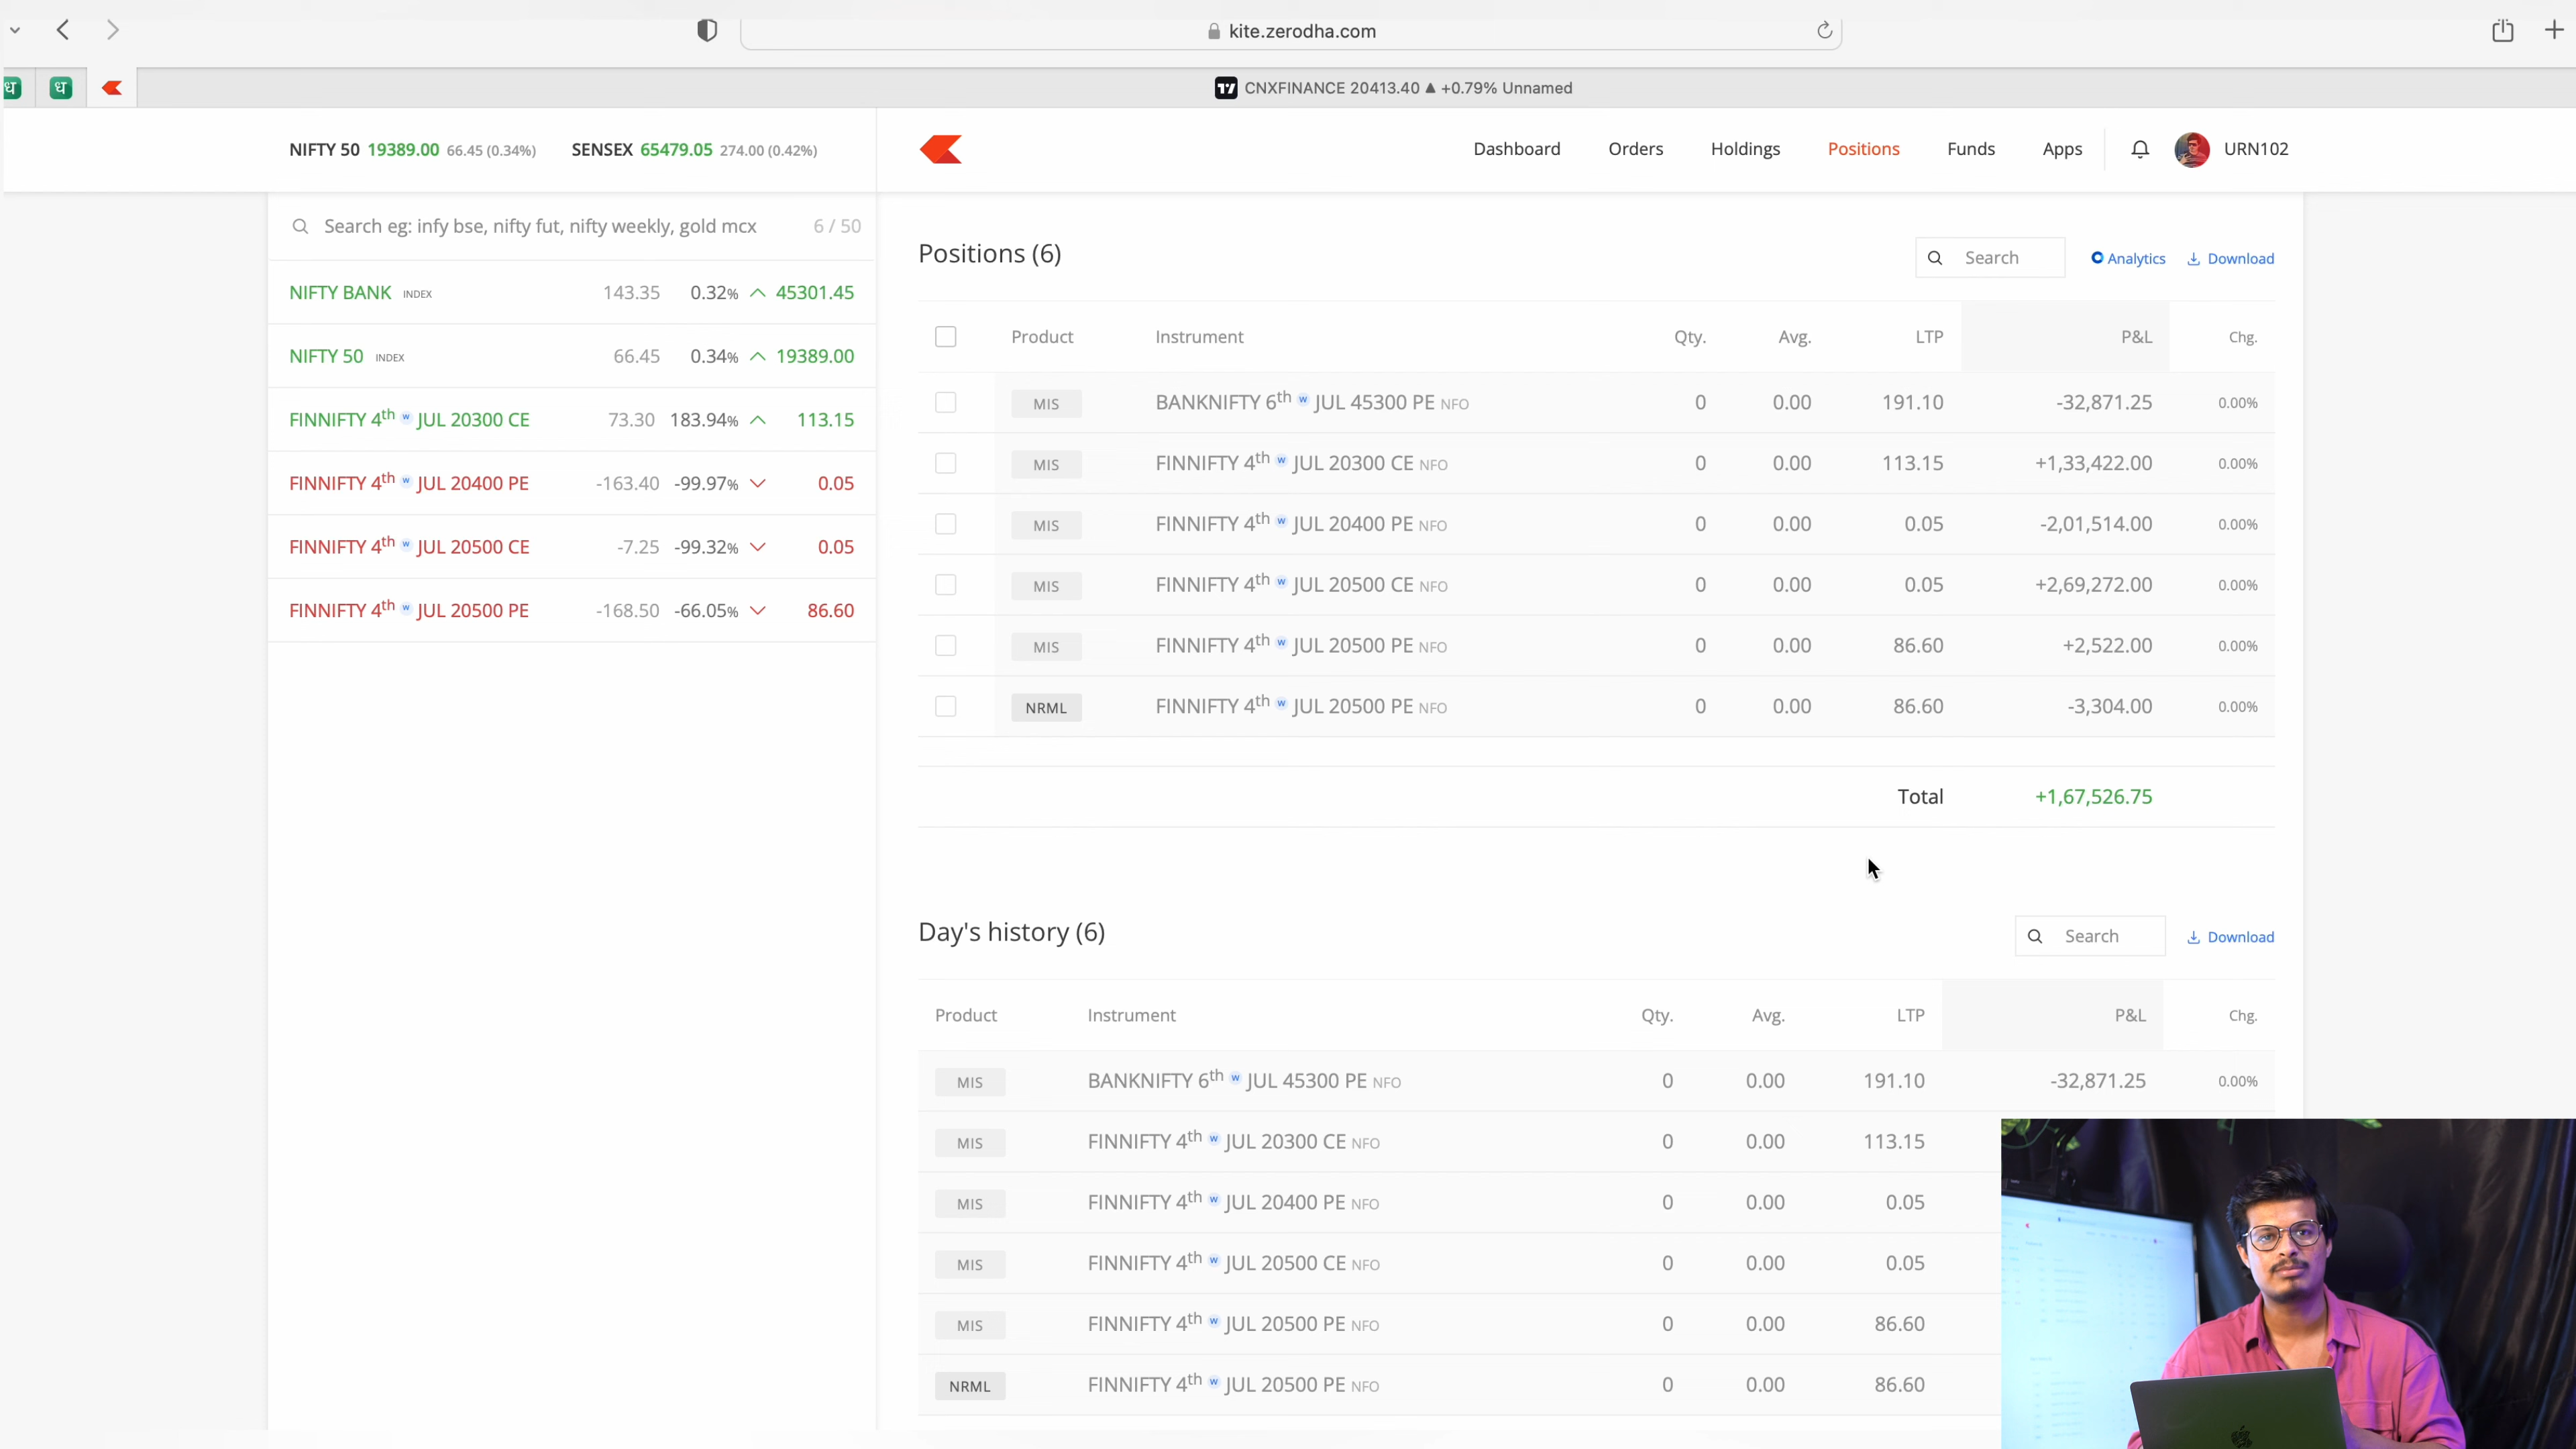 kite.zerodha.com
ધ
ધ
CNXFINANCE 20413.40 ▲ +0.79% Unnamed
NIFTY 50 19389.00 66.45 (0.34%) SENSEX 65479.05 274.00 (0.42%)
Dashboard Orders Holdings Positions Funds Apps URN102
Search eg: infy bse, nifty fut, nifty weekly, gold mcx 6 / 50
NIFTY BANK INDEX 143.35 0.32% 45301.45
NIFTY 50 INDEX 66.45 0.34% 19389.00
FINNIFTY 4th w JUL 20300 CE 73.30 183.94% 113.15
FINNIFTY 4th w JUL 20400 PE -163.40 -99.97% 0.05
FINNIFTY 4th w JUL 20500 CE -7.25 -99.32% 0.05
FINNIFTY 4th w JUL 20500 PE -168.50 -66.05% 86.60
Positions (6) Search Analytics Download
Product Instrument Qty. Avg. LTP P&L Chg.
MIS BANKNIFTY 6th w JUL 45300 PE NFO 0 0.00 191.10 -32,871.25 0.00%
MIS FINNIFTY 4th w JUL 20300 CE NFO 0 0.00 113.15 +1,33,422.00 0.00%
MIS FINNIFTY 4th w JUL 20400 PE NFO 0 0.00 0.05 -2,01,514.00 0.00%
MIS FINNIFTY 4th w JUL 20500 CE NFO 0 0.00 0.05 +2,69,272.00 0.00%
MIS FINNIFTY 4th w JUL 20500 PE NFO 0 0.00 86.60 +2,522.00 0.00%
NRML FINNIFTY 4th w JUL 20500 PE NFO 0 0.00 86.60 -3,304.00 0.00%
Total +1,67,526.75
Day's history (6) Search Download
Product Instrument Qty. Avg. LTP P&L Chg.
MIS BANKNIFTY 6th w JUL 45300 PE NFO 0 0.00 191.10 -32,871.25 0.00%
MIS FINNIFTY 4th w JUL 20300 CE NFO 0 0.00 113.15
MIS FINNIFTY 4th w JUL 20400 PE NFO 0 0.00 0.05
MIS FINNIFTY 4th w JUL 20500 CE NFO 0 0.00 0.05
MIS FINNIFTY 4th w JUL 20500 PE NFO 0 0.00 86.60
NRML FINNIFTY 4th w JUL 20500 PE NFO 0 0.00 86.60